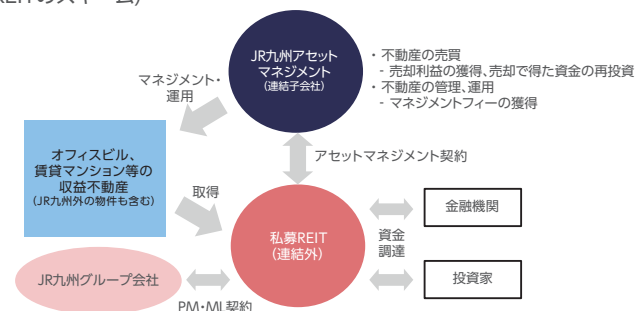 REITのスキーム)
JR九州アセット
マネジメント
(連結子会社)
・不動産の売買
- 売却利益の獲得、売却で得た資金の再投資
・不動産の管理、運用
- マネジメントフィーの獲得
マネジメント・
運用
オフィスビル、
賃貸マンション等の
収益不動産
(JR九州外の物件も含む)
アセットマネジメント契約
取得
私募REIT
(連結外)
資金
調達
金融機関
投資家
JR九州グループ会社
PM・ML契約